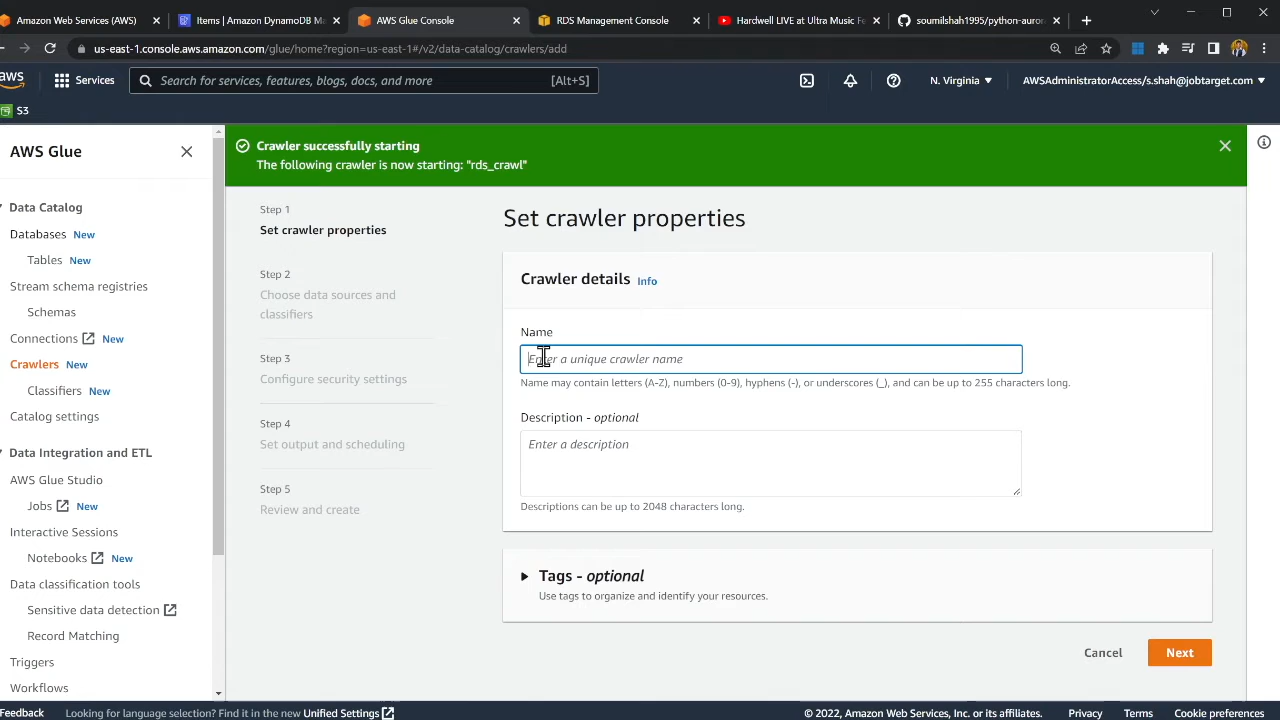 ing Services (AWS)
Items | Amazon DynamoDB Ma
AWS Glue Console
RDS Management Console
Hardwell LIVE at Ultra Music Fe
soumilshah1995/python-auror
us-east-1.console.aws.amazon.com/glue/home?region=us-east-1#/v2/data-catalog/crawlers/add
aws
Services
Search for services, features, blogs, docs, and more
[Alt+S]
N. Virginia
AWSAdministratorAccess/s.shah@jobtarget.com
S3
AWS Glue
Data Catalog
Databases New
Tables New
Stream schema registries
Schemas
Connections New
Crawlers New
Classifiers New
Catalog settings
Data Integration and ETL
AWS Glue Studio
Jobs New
Interactive Sessions
Notebooks New
Data classification tools
Sensitive data detection
Record Matching
Triggers
Workflows
Crawler successfully starting
The following crawler is now starting: "rds_crawl"
Step 1
Set crawler properties
Step 2
Choose data sources and
classifiers
Step 3
Configure security settings
Step 4
Set output and scheduling
Step 5
Review and create
Set crawler properties
Crawler details Info
Name
Enter a unique crawler name
Name may contain letters (A-Z), numbers (0-9), hyphens (-), or underscores (_), and can be up to 255 characters long.
Description - optional
Enter a description
Descriptions can be up to 2048 characters long.
Tags - optional
Use tags to organize and identify your resources.
Cancel
Next
Feedback
Looking for language selection? Find it in the new Unified Settings
© 2022, Amazon Web Services, Inc. or its affiliates.
Privacy
Terms
Cookie preferences